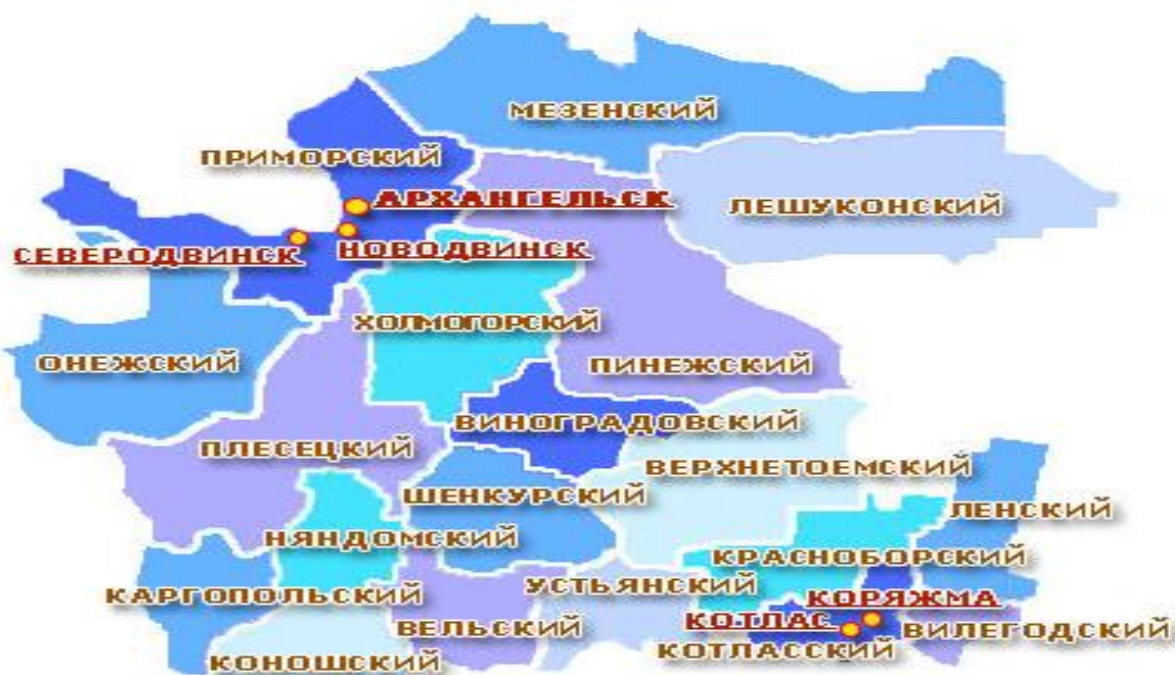 МЕЗЕНСКИЙ
ПРИМОРСКИЙ
АРХАНГЕЛЬСК
ЛЕШУКОНСКИЙ
СЕВЕРОДВИНСК
НОВОДВИНСК
ХОЛМОГОРСКИЙ
ОНЕЖСКИЙ
ПИНЕЖСКИЙ
ВИНОГРАДОВСКИЙ
ПЛЕСЕЦКИЙ
ВЕРХНЕТОЕМСКИЙ
ШЕНКУРСКИЙ
ЛЕНСКИЙ
НЯНДОМСКИЙ
КРАСНОБОРСКИЙ
УСТЬЯНСКИЙ
КАРГОПОЛЬСКИЙ
КОРЯЖМА
КОТЛАС
ВЕЛЬСКИЙ
ВИЛЕГОДСКИЙ
КОТЛАССКИЙ
КОНОШСКИЙ